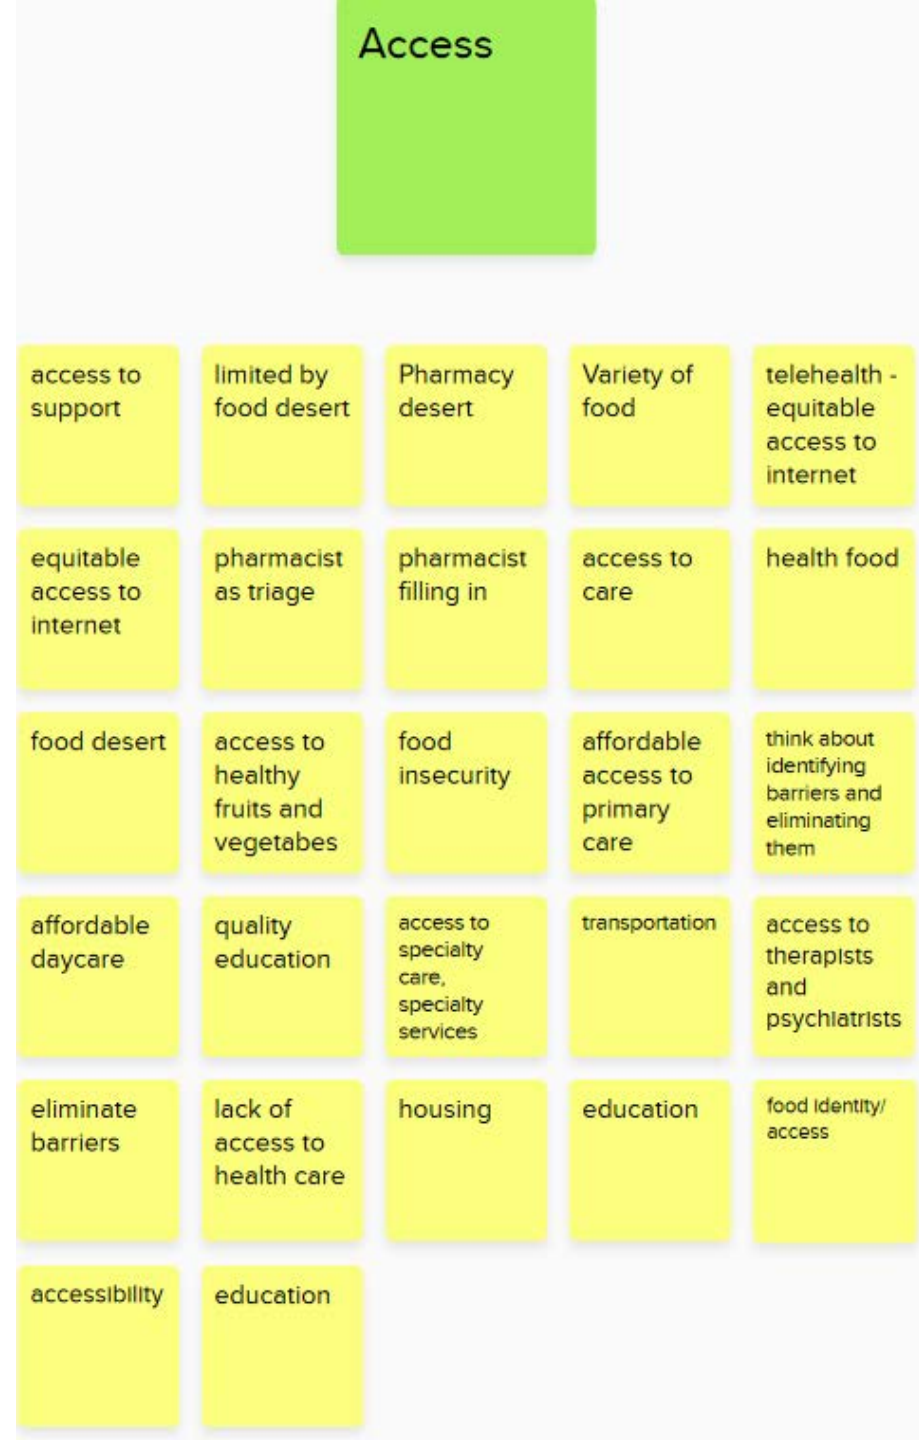 Access
access to
support
limited by
food desert
Pharmacy
desert
Variety of
food
telehealth -
equitable
access to
internet
equitable
access to
internet
pharmacist
as triage
pharmacist
filling in
access to
care
health food
food desert
access to
healthy
fruits and
vegetabes
food
insecurity
affordable
access to
primary
care
think about
identifying
barriers and
eliminating
them
affordable
daycare
quality
education
access to
specialty
care,
specialty
services
transportation
access to
therapists
and
psychiatrists
eliminate
barriers
lack of
access to
health care
housing
education
food identity/
access
accessibility
education